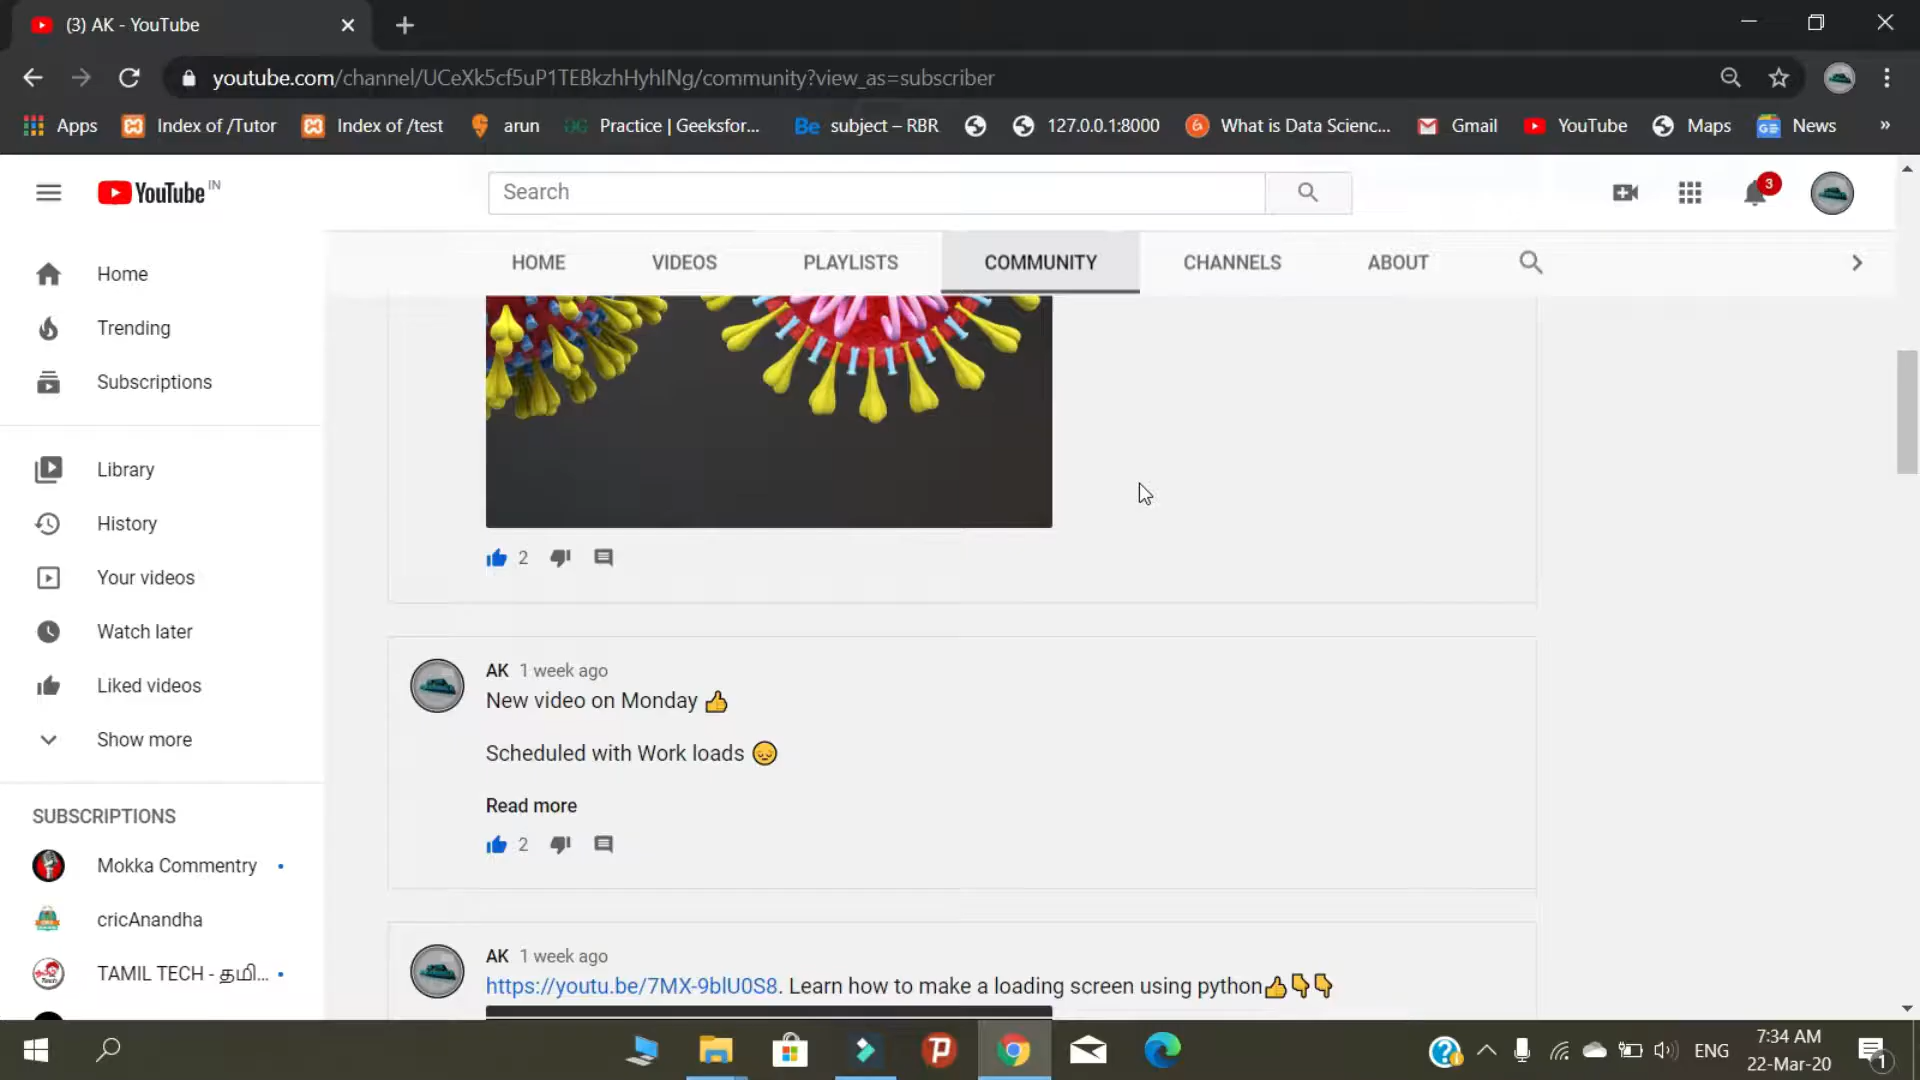 (3) AK - YouTube
youtube.com/channel/UCeXk5cf5uP1TEBkzhHyhlNg/community?view_as=subscriber
Apps
Index of /Tutor
Index of /test
arun
Practice | Geeksfor...
Be
subject – RBR
127.0.0.1:8000
What is Data Scienc...
Gmail
YouTube
Maps
News
»
YouTube IN
Search
3
HOME
VIDEOS
PLAYLISTS
COMMUNITY
CHANNELS
ABOUT
Home
Trending
Subscriptions
Library
History
Your videos
Watch later
Liked videos
Show more
SUBSCRIPTIONS
Mokka Commentry
cricAnandha
TAMIL TECH - தமி...
2
AK 1 week ago
New video on Monday 👍
Scheduled with Work loads 😞
Read more
2
AK 1 week ago
https://youtu.be/7MX-9blU0S8. Learn how to make a loading screen using python👍👇👇
ENG
7:34 AM
22-Mar-20
1